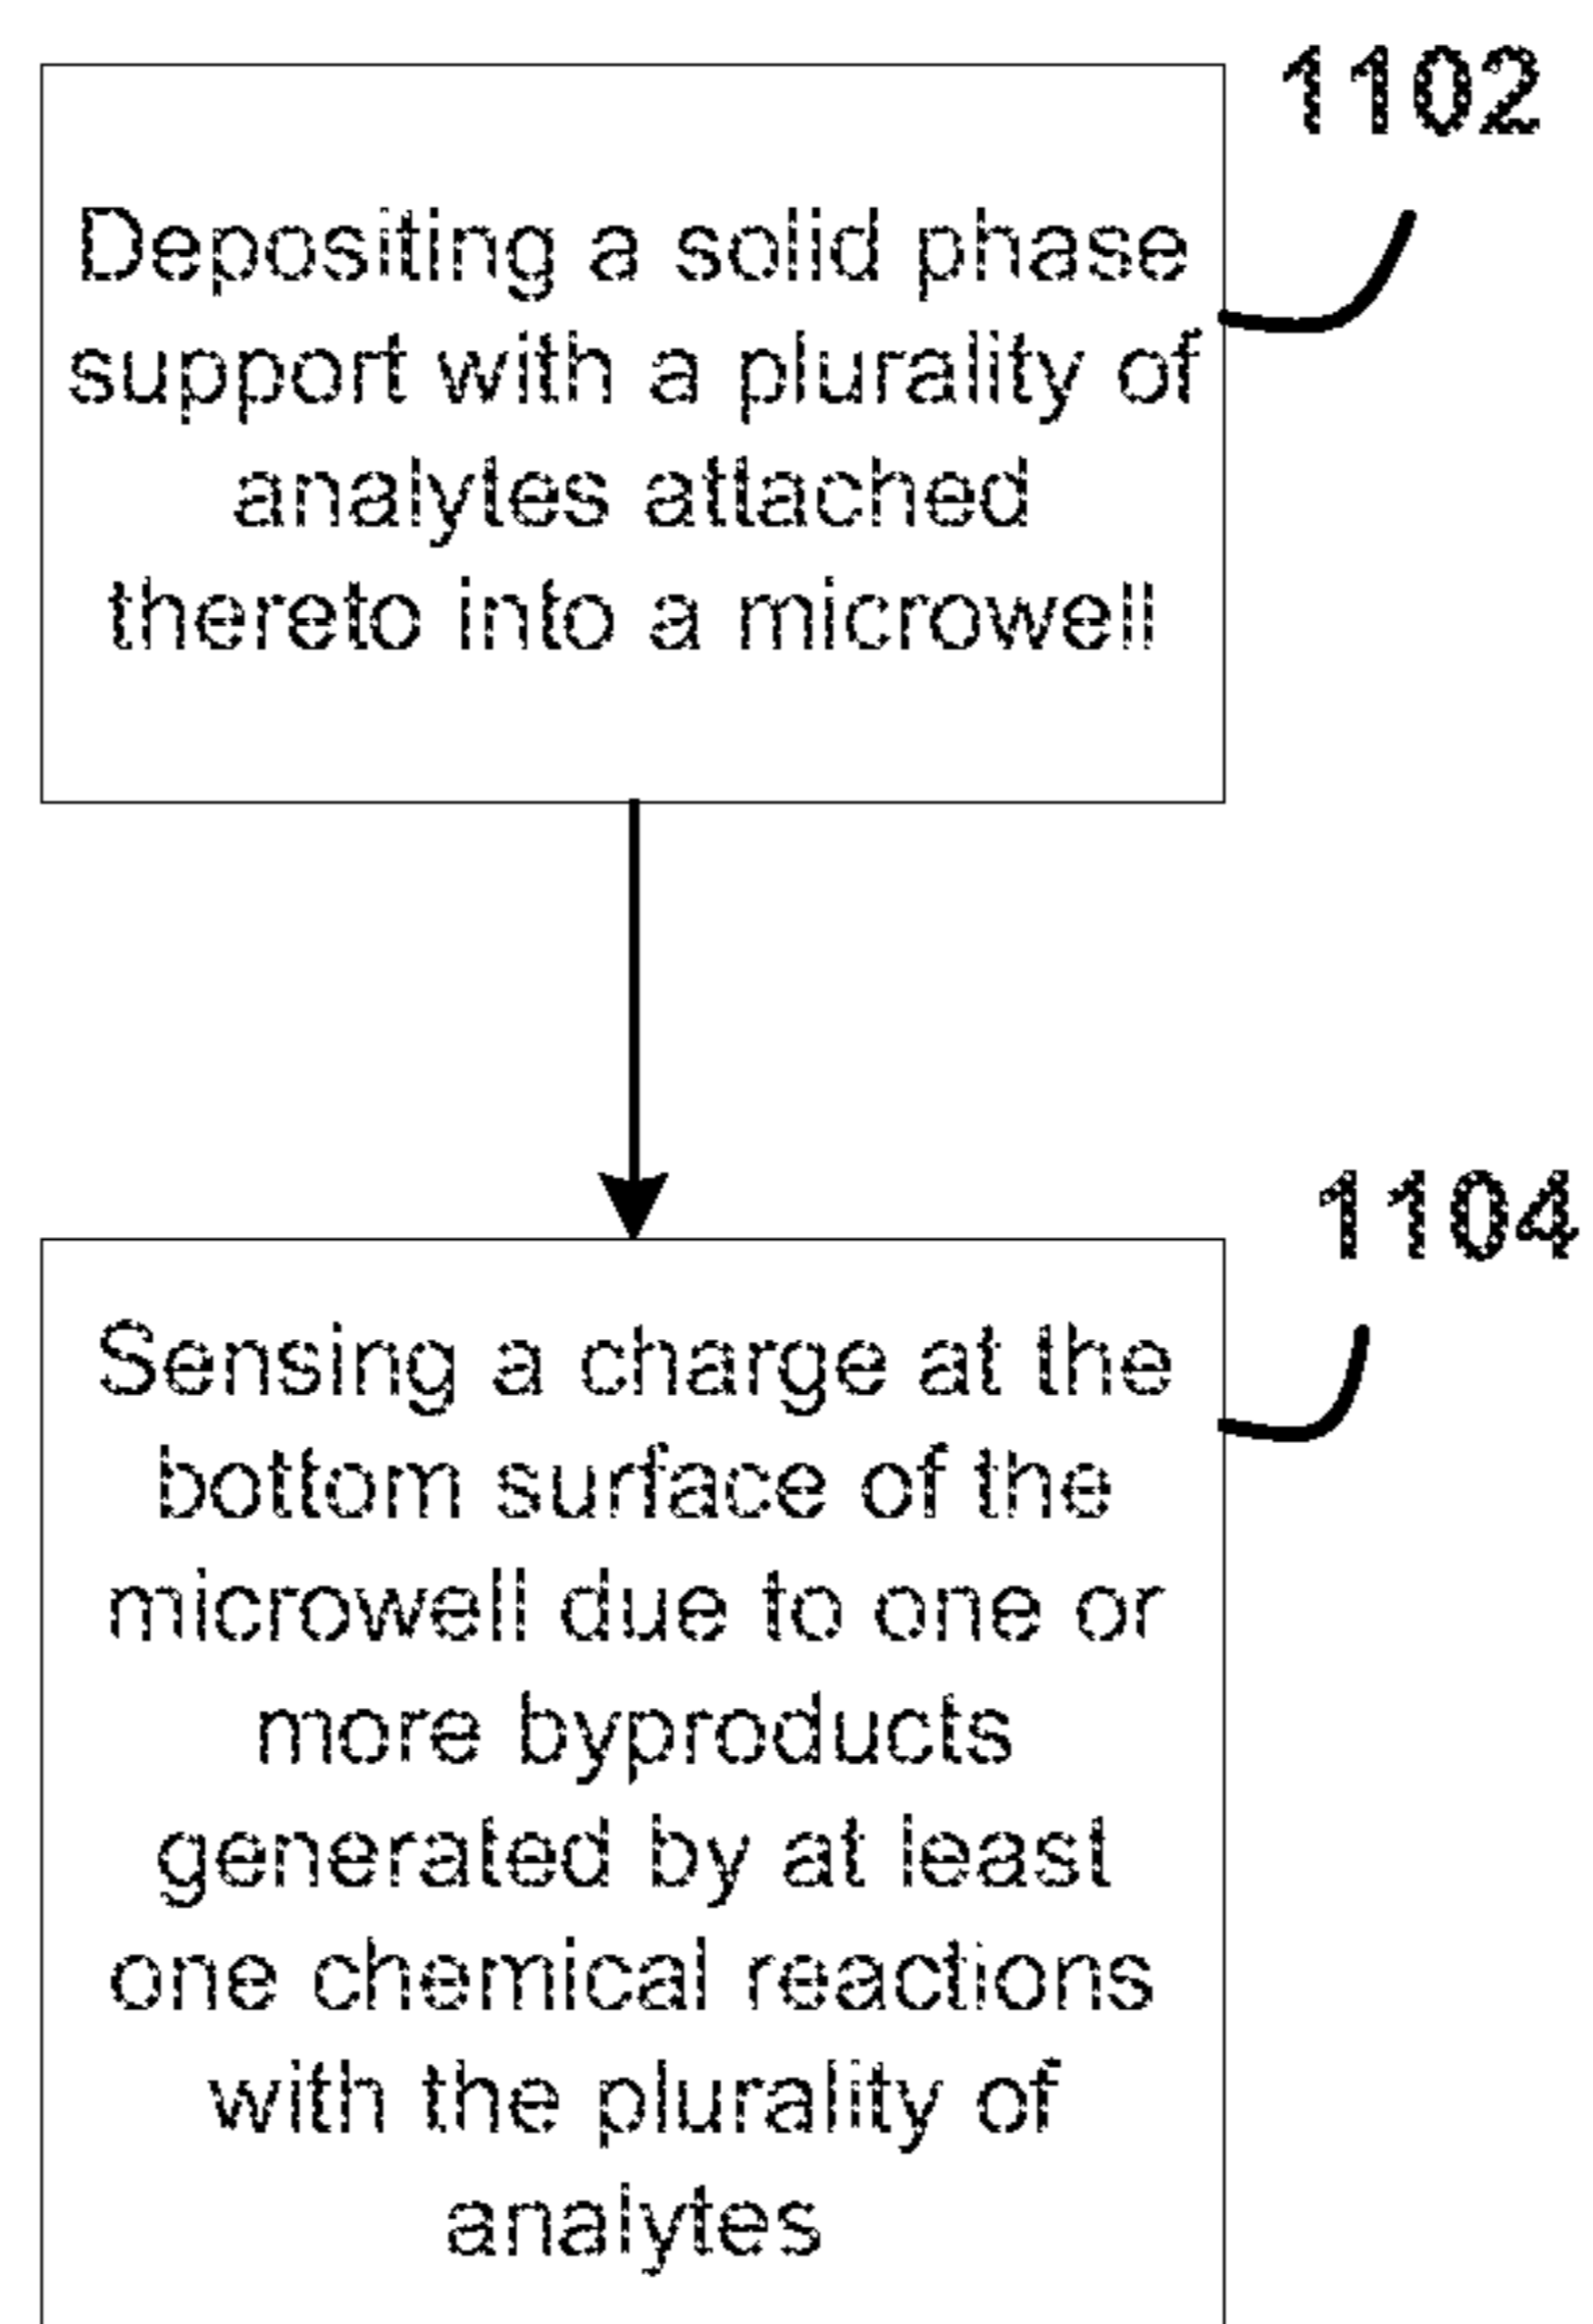 1102
Depositing a solid phase
support with a plurality of
analytes attached
thereto into a microwell
1104
Sensing a charge at the
bottom surface of the
microwell due to one or
more byproducts
generated by at least
one chemical reactions
with the plurality of
analytes